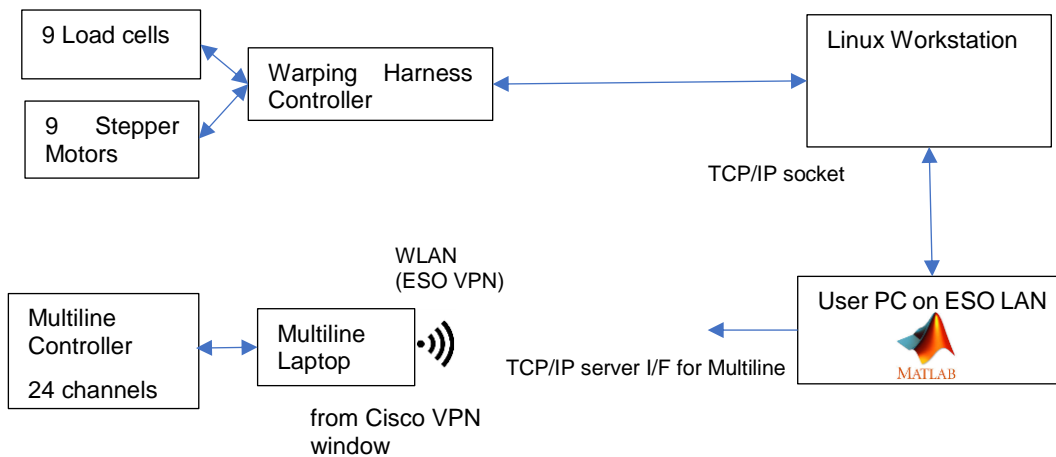 9 Load cells
Warping Harness
Controller
Linux Workstation
9 Stepper
Motors
TCP/IP socket
WLAN
(ESO VPN)
Multiline
Controller
24 channels
Multiline
Laptop
User PC on ESO LAN
MATLAB
TCP/IP server I/F for Multiline
from Cisco VPN
window